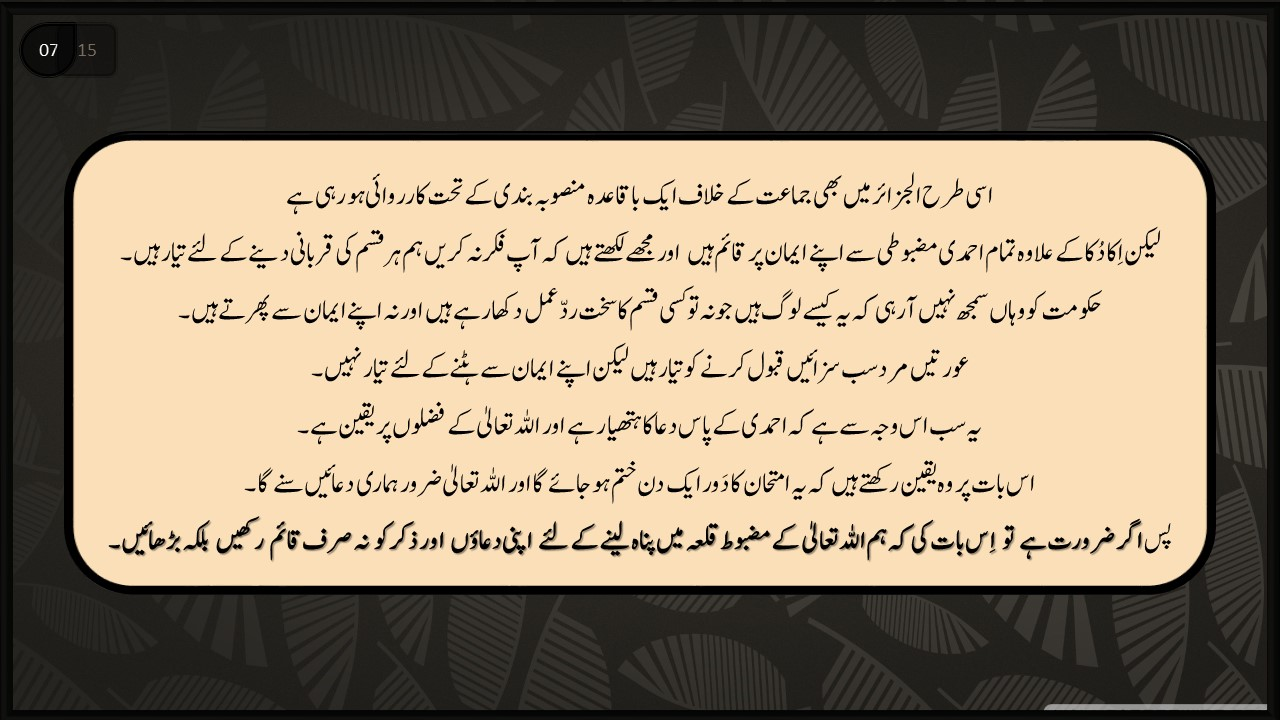 07 15
اسی طرح الجزائر میں بھی جماعت کے خلاف ایک باقاعدہ منصوبہ بندی کے تحت کارروائی ہو رہی ہے
لیکن اِکا دُکا کے علاوہ تمام احمدی مضبوطی سے اپنے ایمان پر قائم ہیں اور مجھے لکھتے ہیں کہ آپ فکر نہ کریں ہم ہر قسم کی قربانی دینے کے لئے تیار ہیں۔
حکومت کو وہاں سمجھ نہیں آ رہی کہ یہ کیسے لوگ ہیں جو نہ تو کسی قسم کا سخت ردّعمل دکھا رہے ہیں اور نہ اپنے ایمان سے پھرتے ہیں۔
عورتیں مرد سب سزائیں قبول کرنے کو تیار ہیں لیکن اپنے ایمان سے ہٹنے کے لئے تیار نہیں۔
یہ سب اس وجہ سے ہے کہ احمدی کے پاس دعا کا ہتھیار ہے اور اللہ تعالیٰ کے فضلوں پر یقین ہے۔
اس بات پر وہ یقین رکھتے ہیں کہ یہ امتحان کا دَور ایک دن ختم ہو جائے گا اور اللہ تعالیٰ ضرور ہماری دعائیں سنے گا۔
پس اگر ضرورت ہے تو اِس بات کی کہ ہم اللہ تعالیٰ کے مضبوط قلعہ میں پناہ لینے کے لئے اپنی دعاؤں اور ذکر کو نہ صرف قائم رکھیں بلکہ بڑھائیں۔